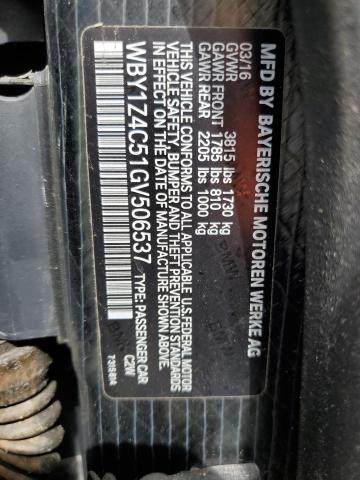 MFD BY BAYERISCHE MOTOREN WERKE AG
03/16
GVWR 3815 lbs 1730 kg
GAWR FRONT 1785 lbs 810 kg
GAWR REAR 2205 lbs 1000 kg
THIS VEHICLE CONFORMS TO ALL APPLICABLE U.S.FEDERAL MOTOR
VEHICLE SAFETY, BUMPER AND THEFT PREVENTION STANDARDS
IN EFFECT ON THE DATE OF MANUFACTURE SHOWN ABOVE.
WBY1Z4C51GV506537 TYPE: PASSENGER CAR
C2W